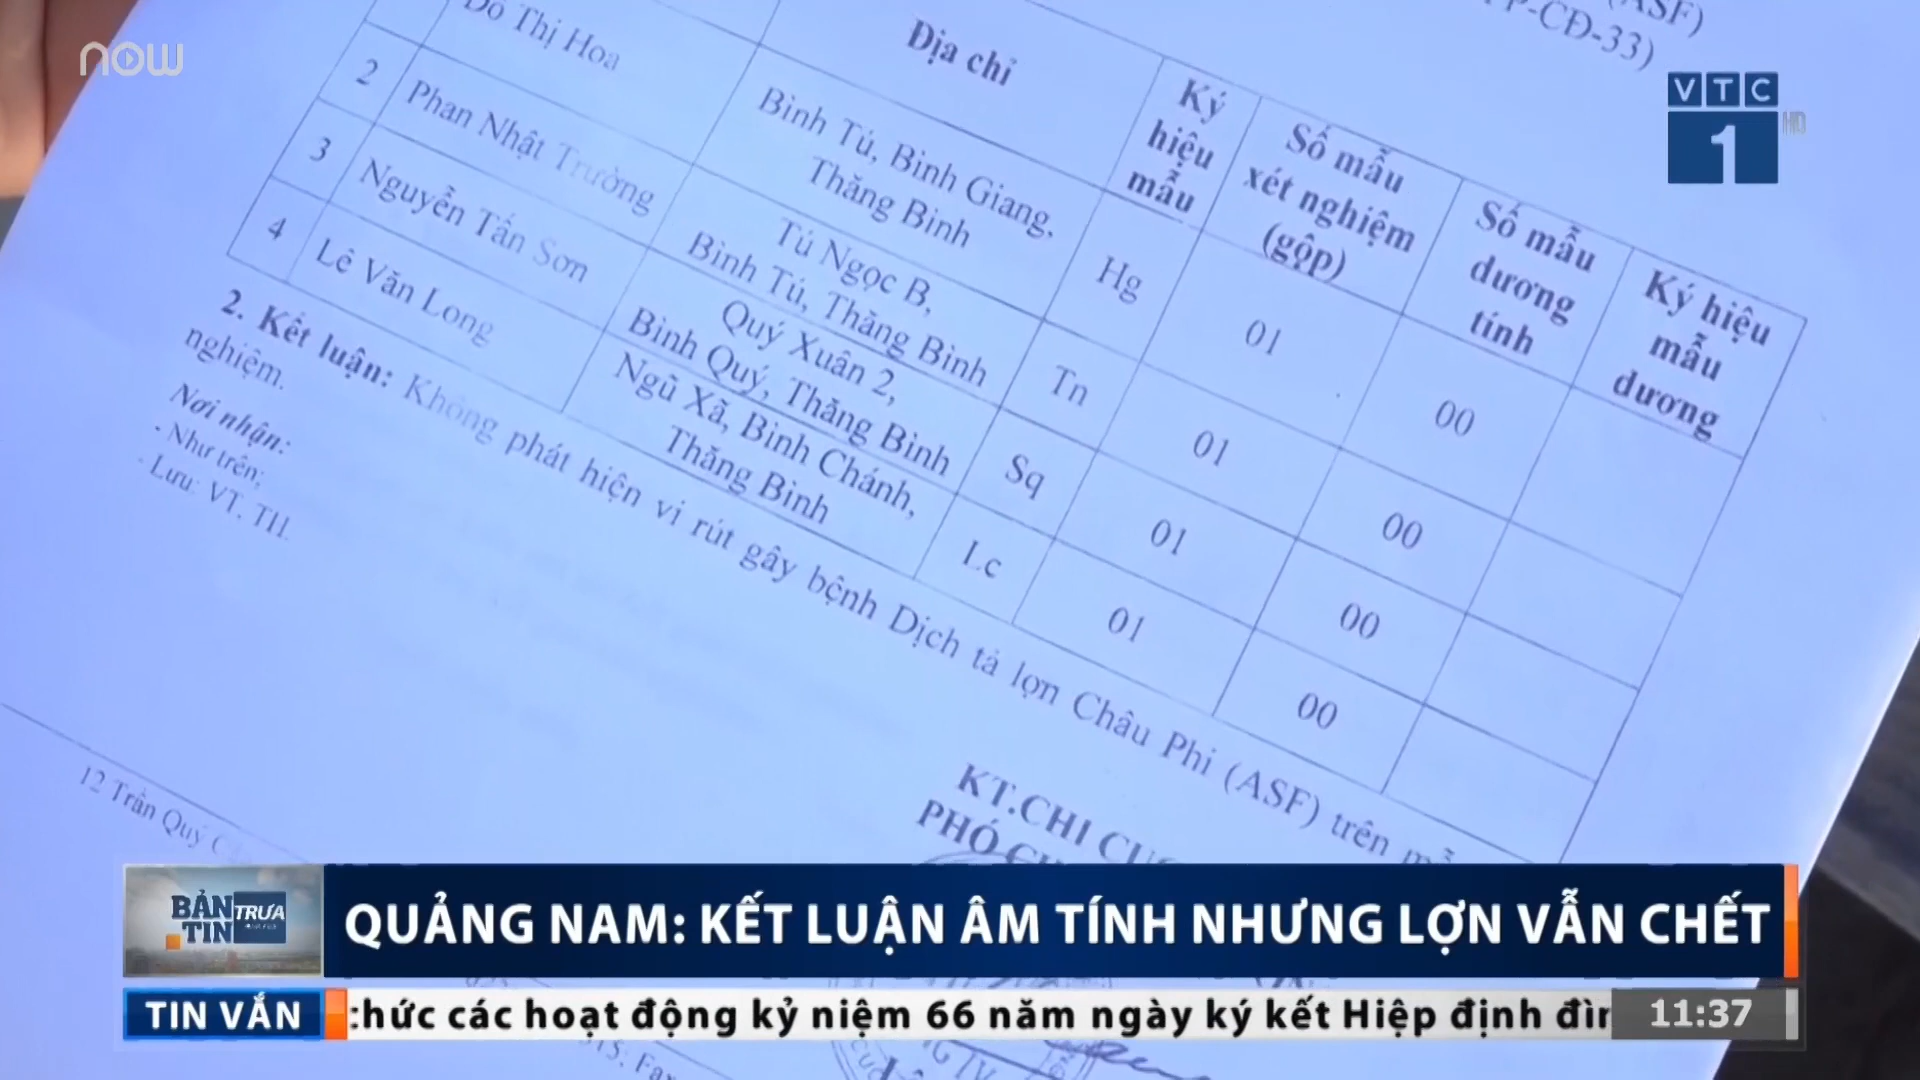 now
VTC
1
HD
(ASF)
-CĐ-33)
Địa chỉ
Ký
hiệu
mẫu
Số mẫu
xét nghiệm
(gộp)
Số mẫu
dương
tính
Ký hiệu
mẫu
dương
Đỗ Thị Hoa
Bình Tú, Bình Giang,
Thăng Bình
Hg
01
00
2
Phan Nhật Trường
Tú Ngọc B,
Bình Tú, Thăng Bình
Tn
01
00
3
Nguyễn Tấn Sơn
Quý Xuân 2,
Bình Quý, Thăng Bình
Sq
01
00
4
Lê Văn Long
Ngũ Xã, Bình Chánh,
Thăng Bình
Lc
01
00
2. Kết luận: Không phát hiện vi rút gây bệnh Dịch tả lợn Châu Phi (ASF) trên
nghiệm.
Nơi nhận:
- Như trên;
- Lưu: VT, TH.
KT.CHI CỤC
PHÓ
12 Trần Quý
BẢN TRƯA
TIN
QUẢNG NAM: KẾT LUẬN ÂM TÍNH NHƯNG LỢN VẪN CHẾT
TIN VẮN
chức các hoạt động kỷ niệm 66 năm ngày ký kết Hiệp định đìn
11:37